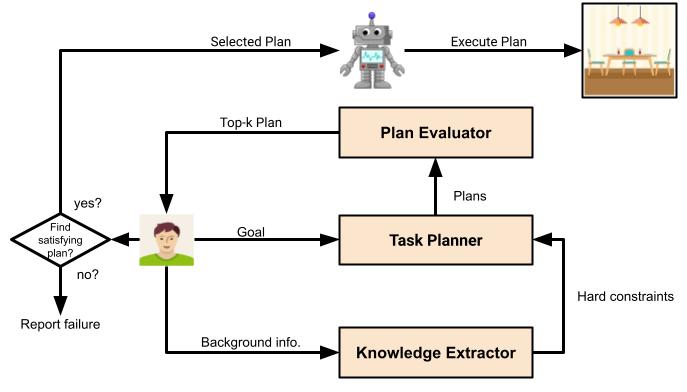 Selected Plan
Execute Plan
Top-k Plan
Plan Evaluator
yes?
Plans
Find
satisfying
plan?
Goal
Task Planner
no?
Hard constraints
Report failure
Background info.
Knowledge Extractor